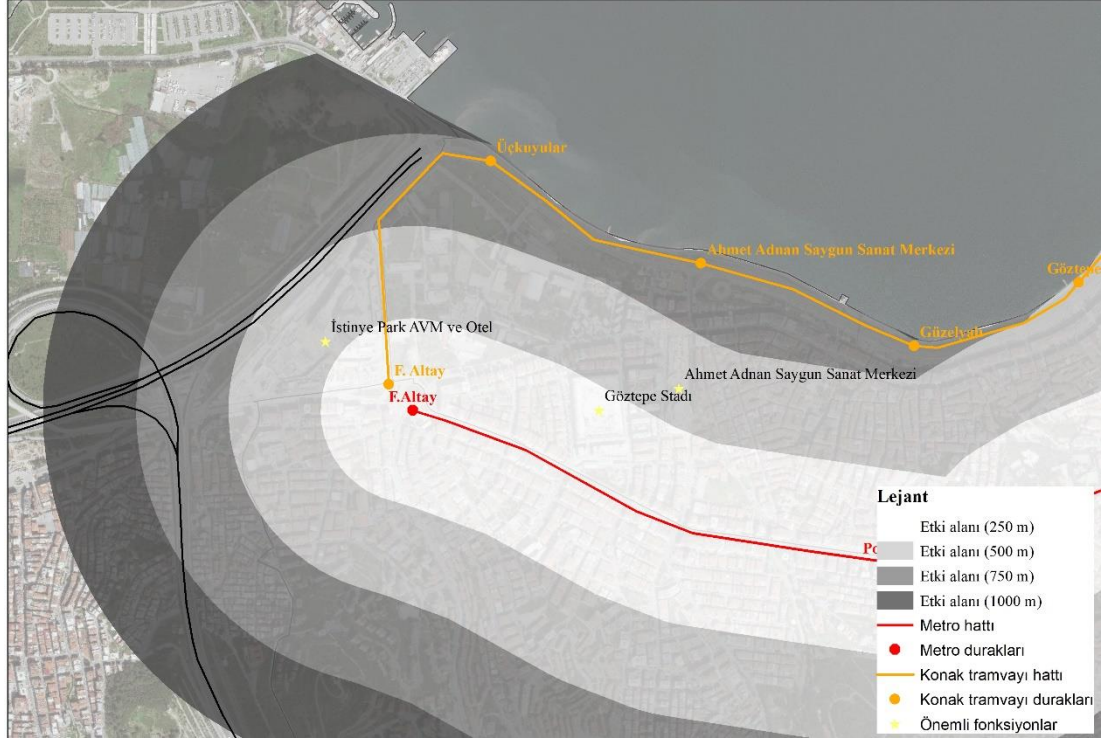 Üçkuyular
Ahmet Adnan Saygun Sanat Merkezi
Göztepe
Güzelyalı
İstinye Park AVM ve Otel
F. Altay
F.Altay
Ahmet Adnan Saygun Sanat Merkezi
Göztepe Stadı
Po
Lejant
Etki alanı (250 m)
Etki alanı (500 m)
Etki alanı (750 m)
Etki alanı (1000 m)
Metro hattı
Metro durakları
Konak tramvayı hattı
Konak tramvayı durakları
Önemli fonksiyonlar